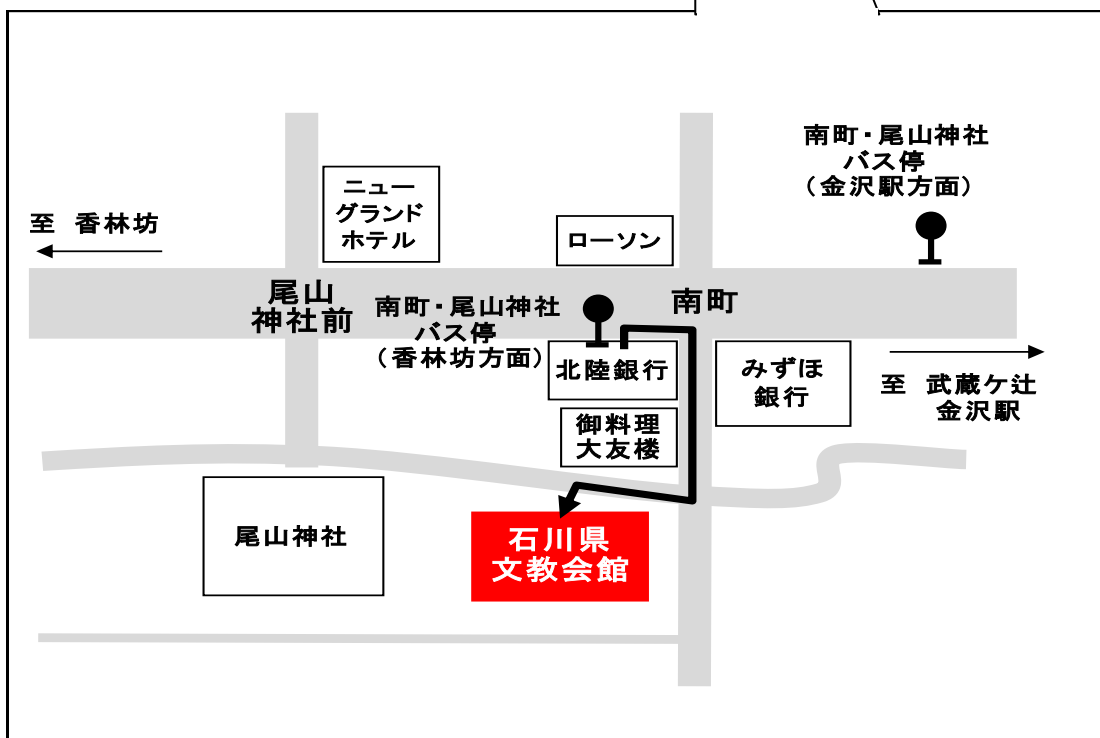 南町・尾山神社
バス停
（金沢駅方面）
ニュー
グランド
ホテル
至 香林坊
ローソン
尾山
神社前
南町・尾山神社
バス停
（香林坊方面）
南町
北陸銀行
みずほ
銀行
至 武蔵ケ辻
金沢駅
御料理
大友楼
尾山神社
石川県
文教会館